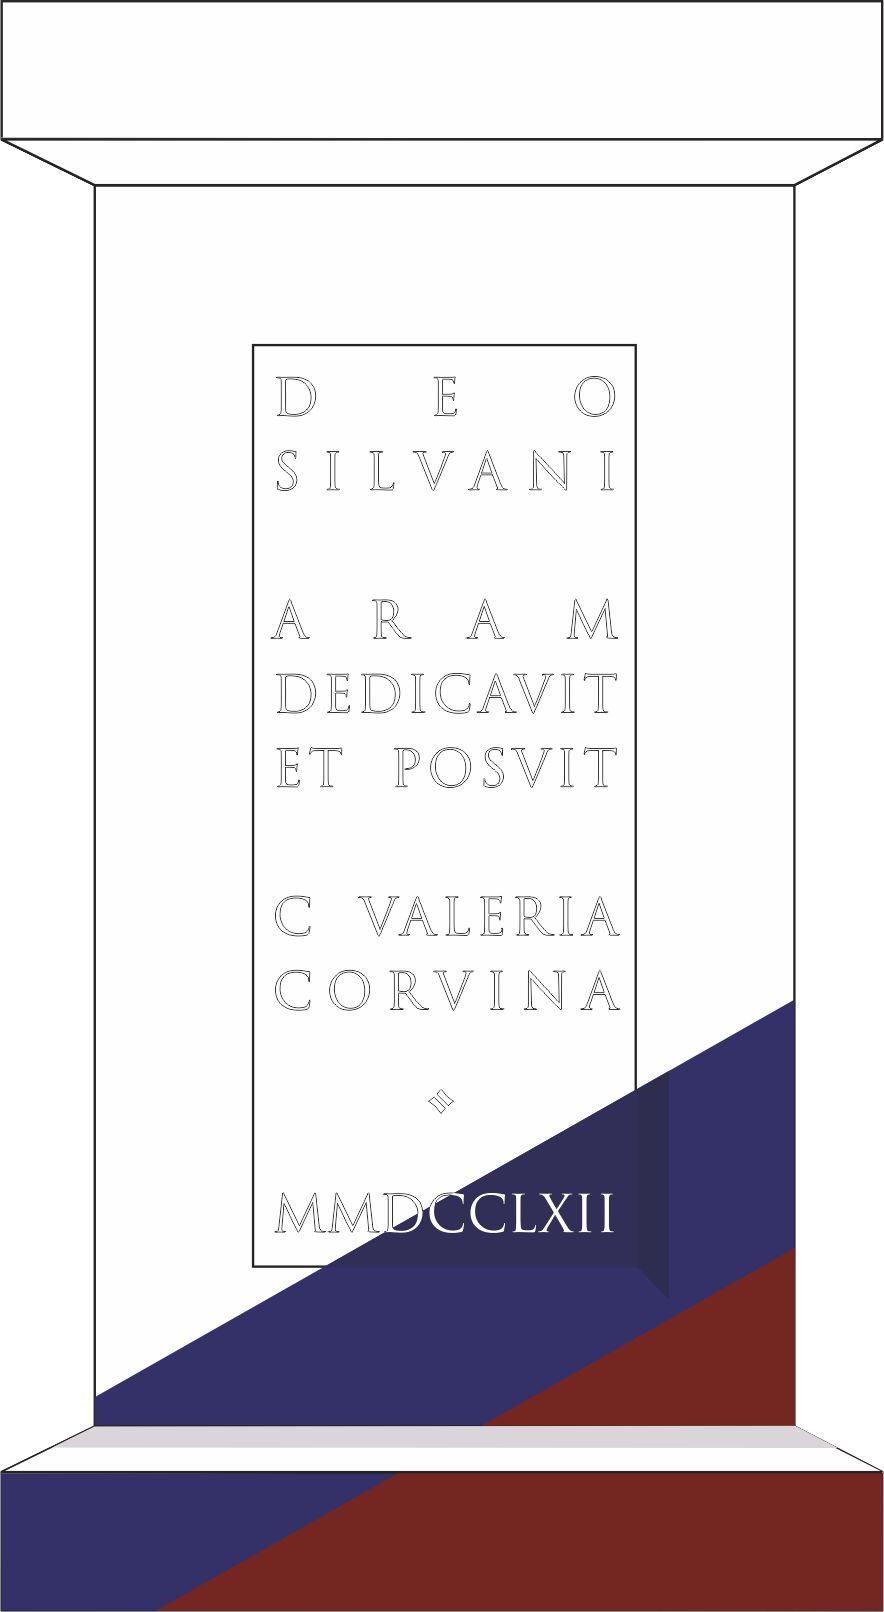 DEO
SILVANI
ARAM
DEDICAVIT
ET POSVIT
C VALERIA
CORVINA
MMDCCLXII